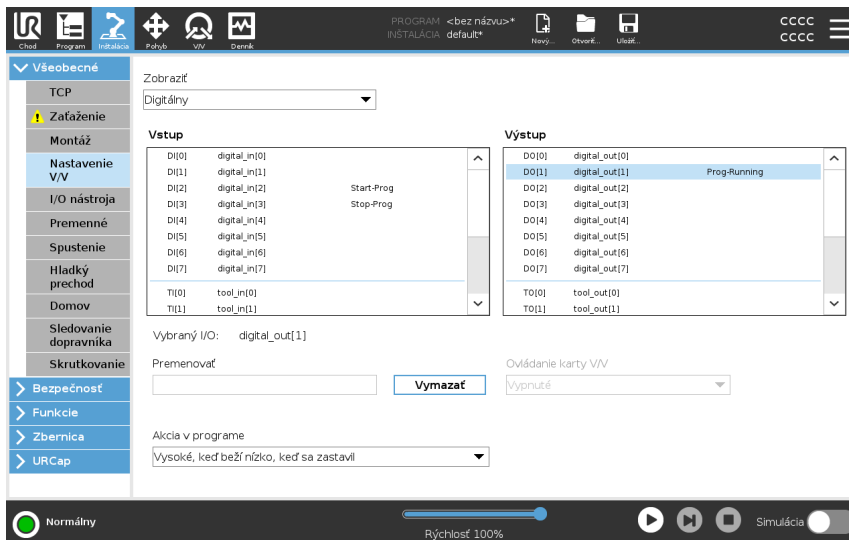 UR
PROGRAM <bez názvu>*
INŠTALÁCIA default*
cccc
cccc
Chod Program Inštalácia Pohyb V/V Denník Nový... Otvoriť... Uložiť...
Všeobecné
TCP
Zaťaženie
Montáž
Nastavenie
V/V
I/O nástroja
Premenné
Spustenie
Hladký
prechod
Domov
Sledovanie
dopravníka
Skrutkovanie
Bezpečnosť
Funkcie
Zbernica
URCap
Zobraziť
Digitálny
Vstup
DI[0] digital_in[0]
DI[1] digital_in[1]
DI[2] digital_in[2] Start-Prog
DI[3] digital_in[3] Stop-Prog
DI[4] digital_in[4]
DI[5] digital_in[5]
DI[6] digital_in[6]
DI[7] digital_in[7]
TI[0] tool_in[0]
TI[1] tool_in[1]
Výstup
DO[0] digital_out[0]
DO[1] digital_out[1] Prog-Running
DO[2] digital_out[2]
DO[3] digital_out[3]
DO[4] digital_out[4]
DO[5] digital_out[5]
DO[6] digital_out[6]
DO[7] digital_out[7]
TO[0] tool_out[0]
TO[1] tool_out[1]
Vybraný I/O: digital_out[1]
Premenovať
Vymazať
Ovládanie karty V/V
Vypnuté
Akcia v programe
Vysoké, keď beží nízko, keď sa zastavil
Normálny
Rýchlosť 100%
Simulácia